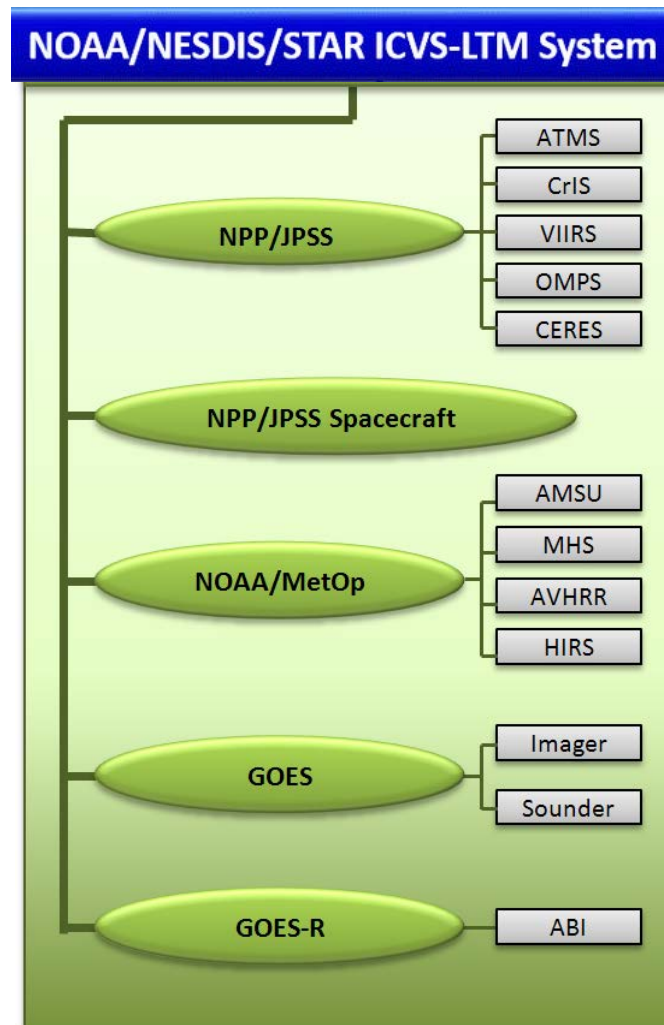 NOAA/NESDIS/STAR ICVS-LTM System
NPP/JPSS
ATMS
CrIS
VIIRS
OMPS
CERES
NPP/JPSS Spacecraft
NOAA/MetOp
AMSU
MHS
AVHRR
HIRS
GOES
Imager
Sounder
GOES-R
ABI